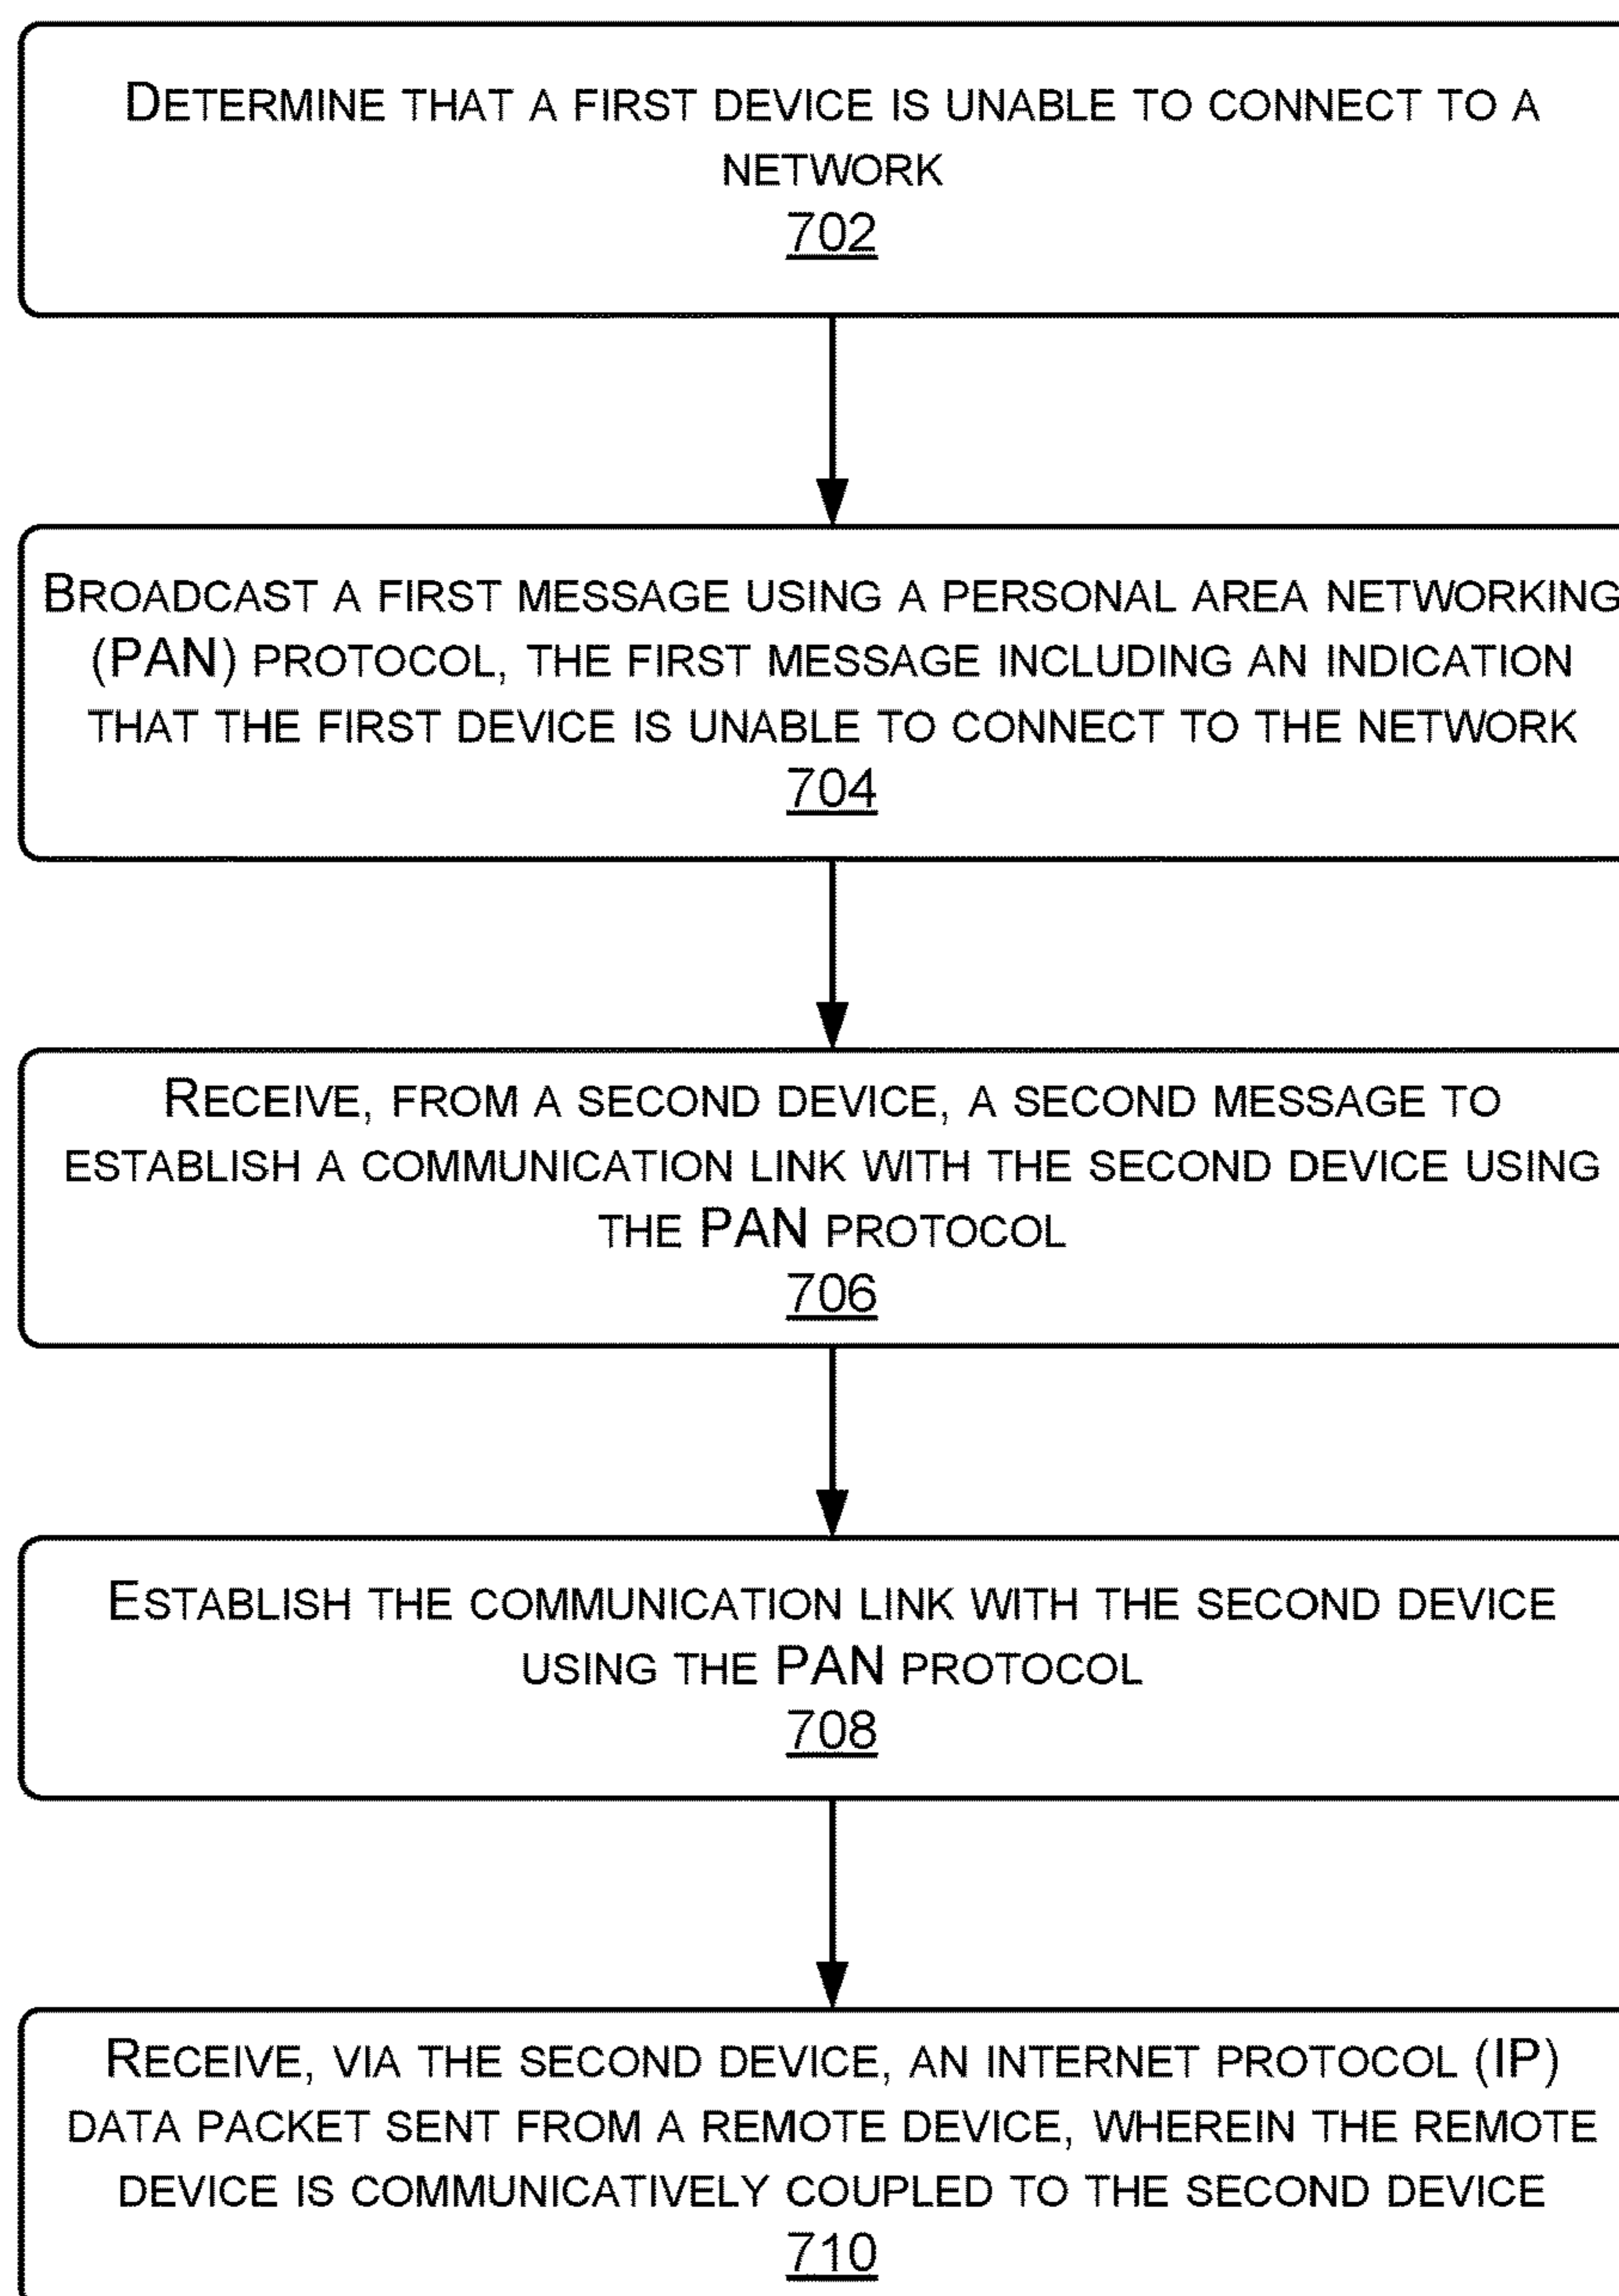 DETERMINE THAT A FIRST DEVICE IS UNABLE TO CONNECT TO A
NETWORK
702
BROADCAST A FIRST MESSAGE USING A PERSONAL AREA NETWORKING
(PAN) PROTOCOL, THE FIRST MESSAGE INCLUDING AN INDICATION
THAT THE FIRST DEVICE IS UNABLE TO CONNECT TO THE NETWORK
704
RECEIVE, FROM A SECOND DEVICE, A SECOND MESSAGE TO
ESTABLISH A COMMUNICATION LINK WITH THE SECOND DEVICE USING
THE PAN PROTOCOL
706
ESTABLISH THE COMMUNICATION LINK WITH THE SECOND DEVICE
USING THE PAN PROTOCOL
708
RECEIVE, VIA THE SECOND DEVICE, AN INTERNET PROTOCOL (IP)
DATA PACKET SENT FROM A REMOTE DEVICE, WHEREIN THE REMOTE
DEVICE IS COMMUNICATIVELY COUPLED TO THE SECOND DEVICE
710